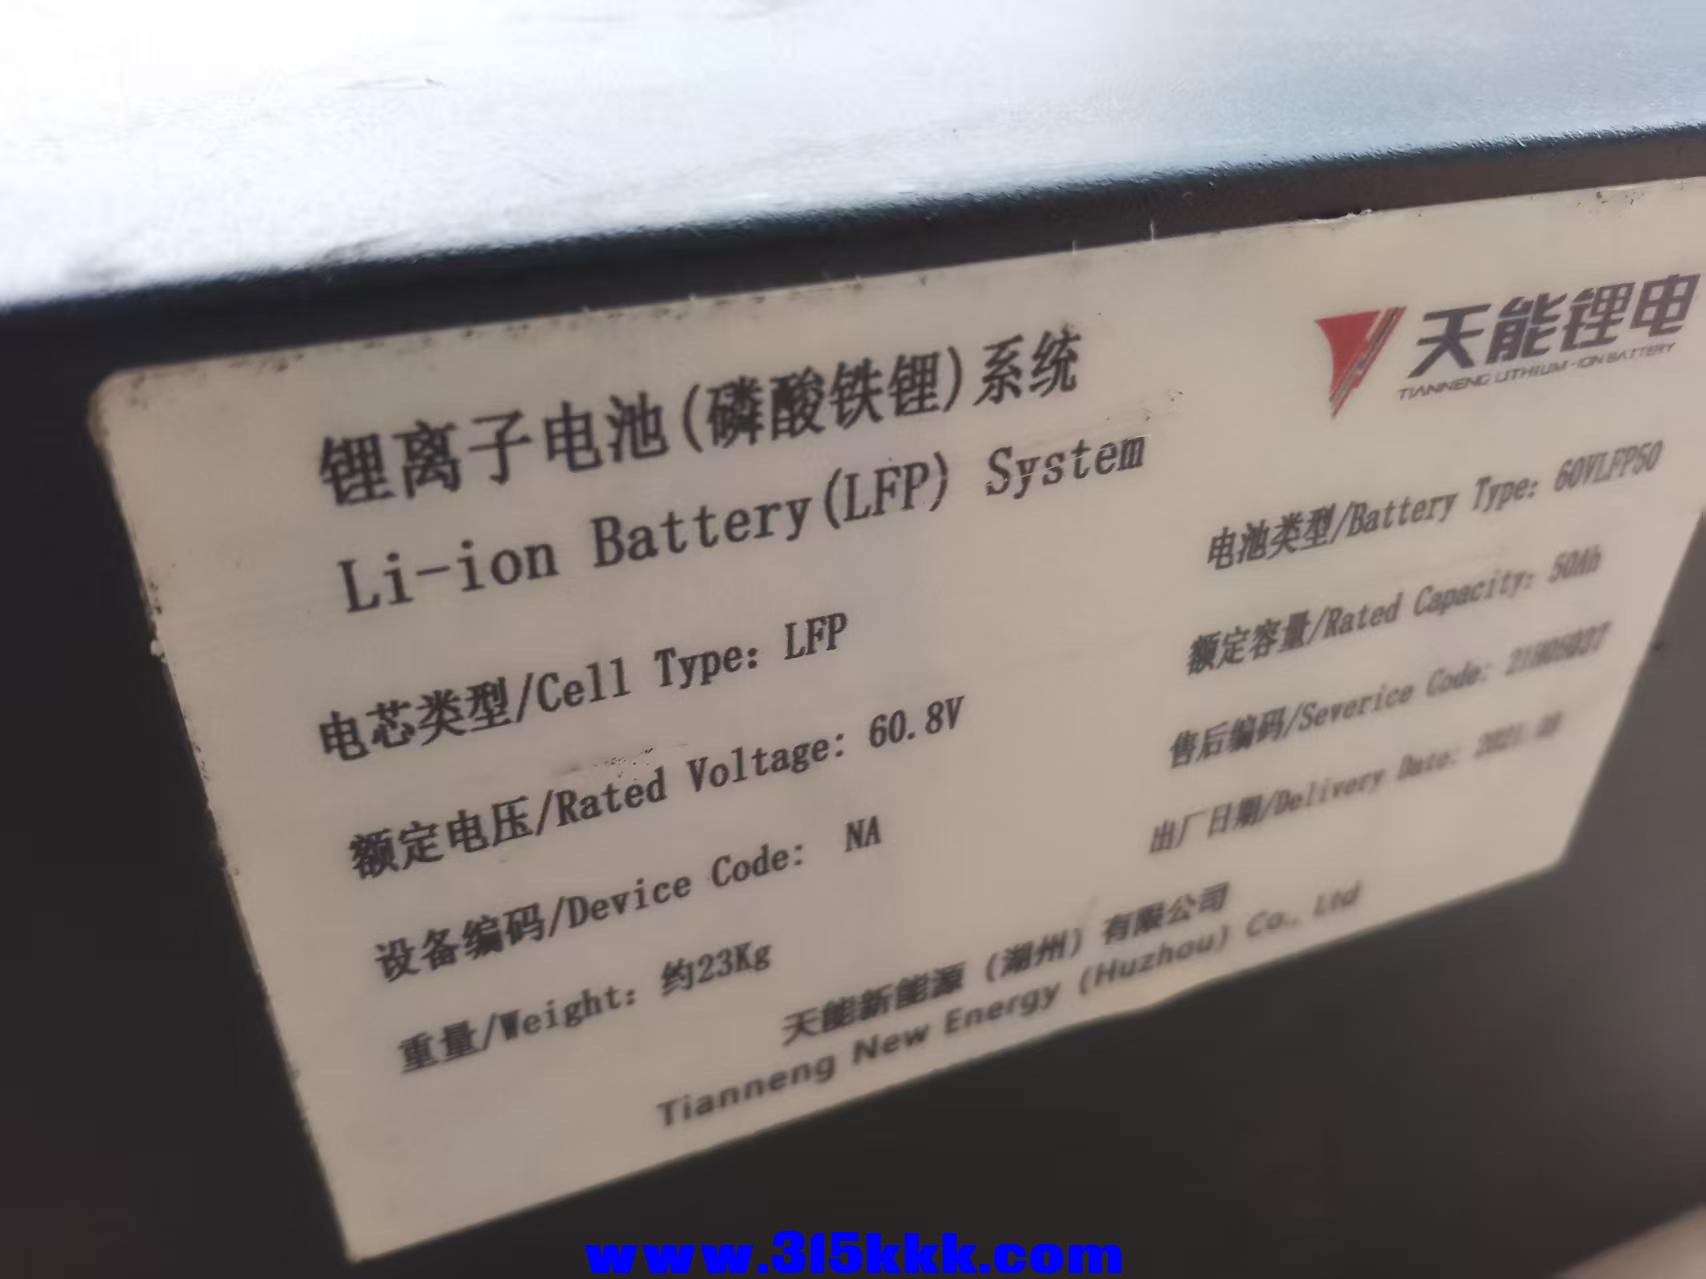 天能锂电
TIANNENG LITHIUM-ION BATTERY
锂离子电池(磷酸铁锂)系统
Li-ion Battery(LFP) System
电芯类型/Cell Type: LFP
电池类型/Battery Type: 60VLFP50
额定电压/Rated Voltage: 60.8V
额定容量/Rated Capacity: 50Ah
设备编码/Device Code: NA
售后编码/Severice Code:
重量/Weight: 约23Kg
出厂日期/Delivery Date:
天能新能源（湖州）有限公司
Tianneng New Energy (Huzhou) Co., Ltd
www.315kkk.com